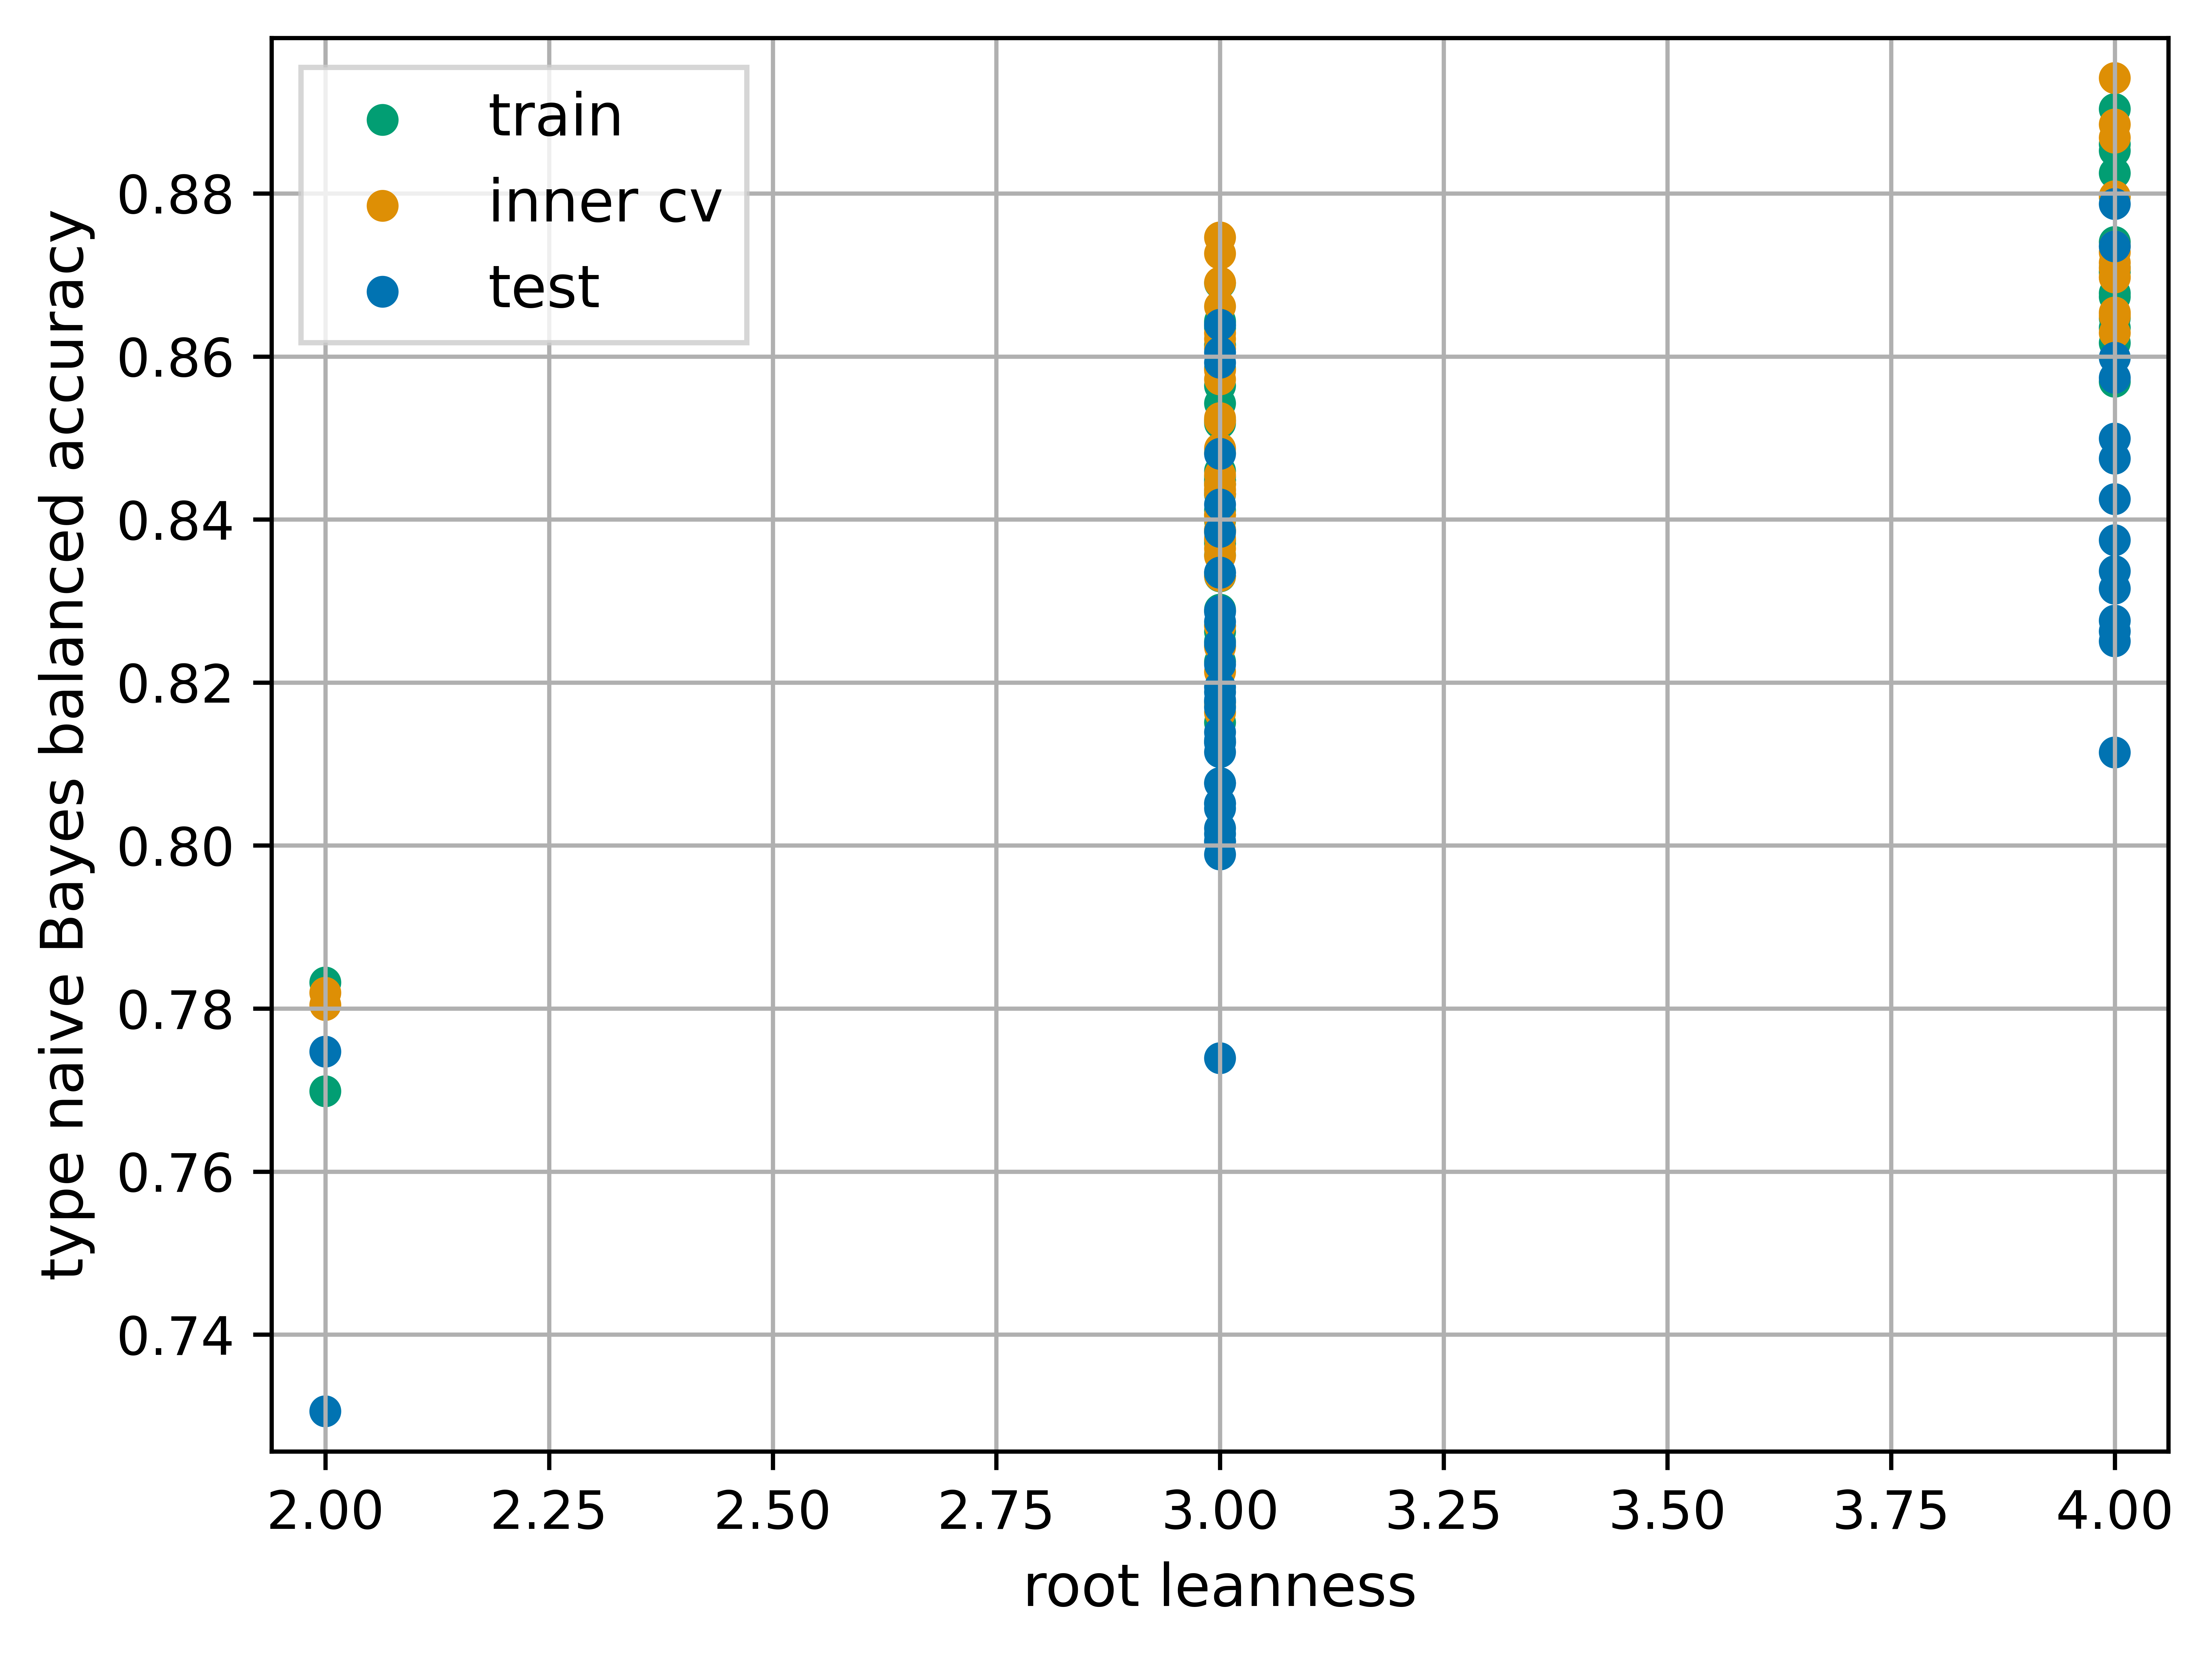 train
inner cv
test
type naive Bayes balanced accuracy
0.88
0.86
0.84
0.82
0.80
0.78
0.76
0.74
2.00 2.25 2.50 2.75 3.00 3.25 3.50 3.75 4.00
root leanness